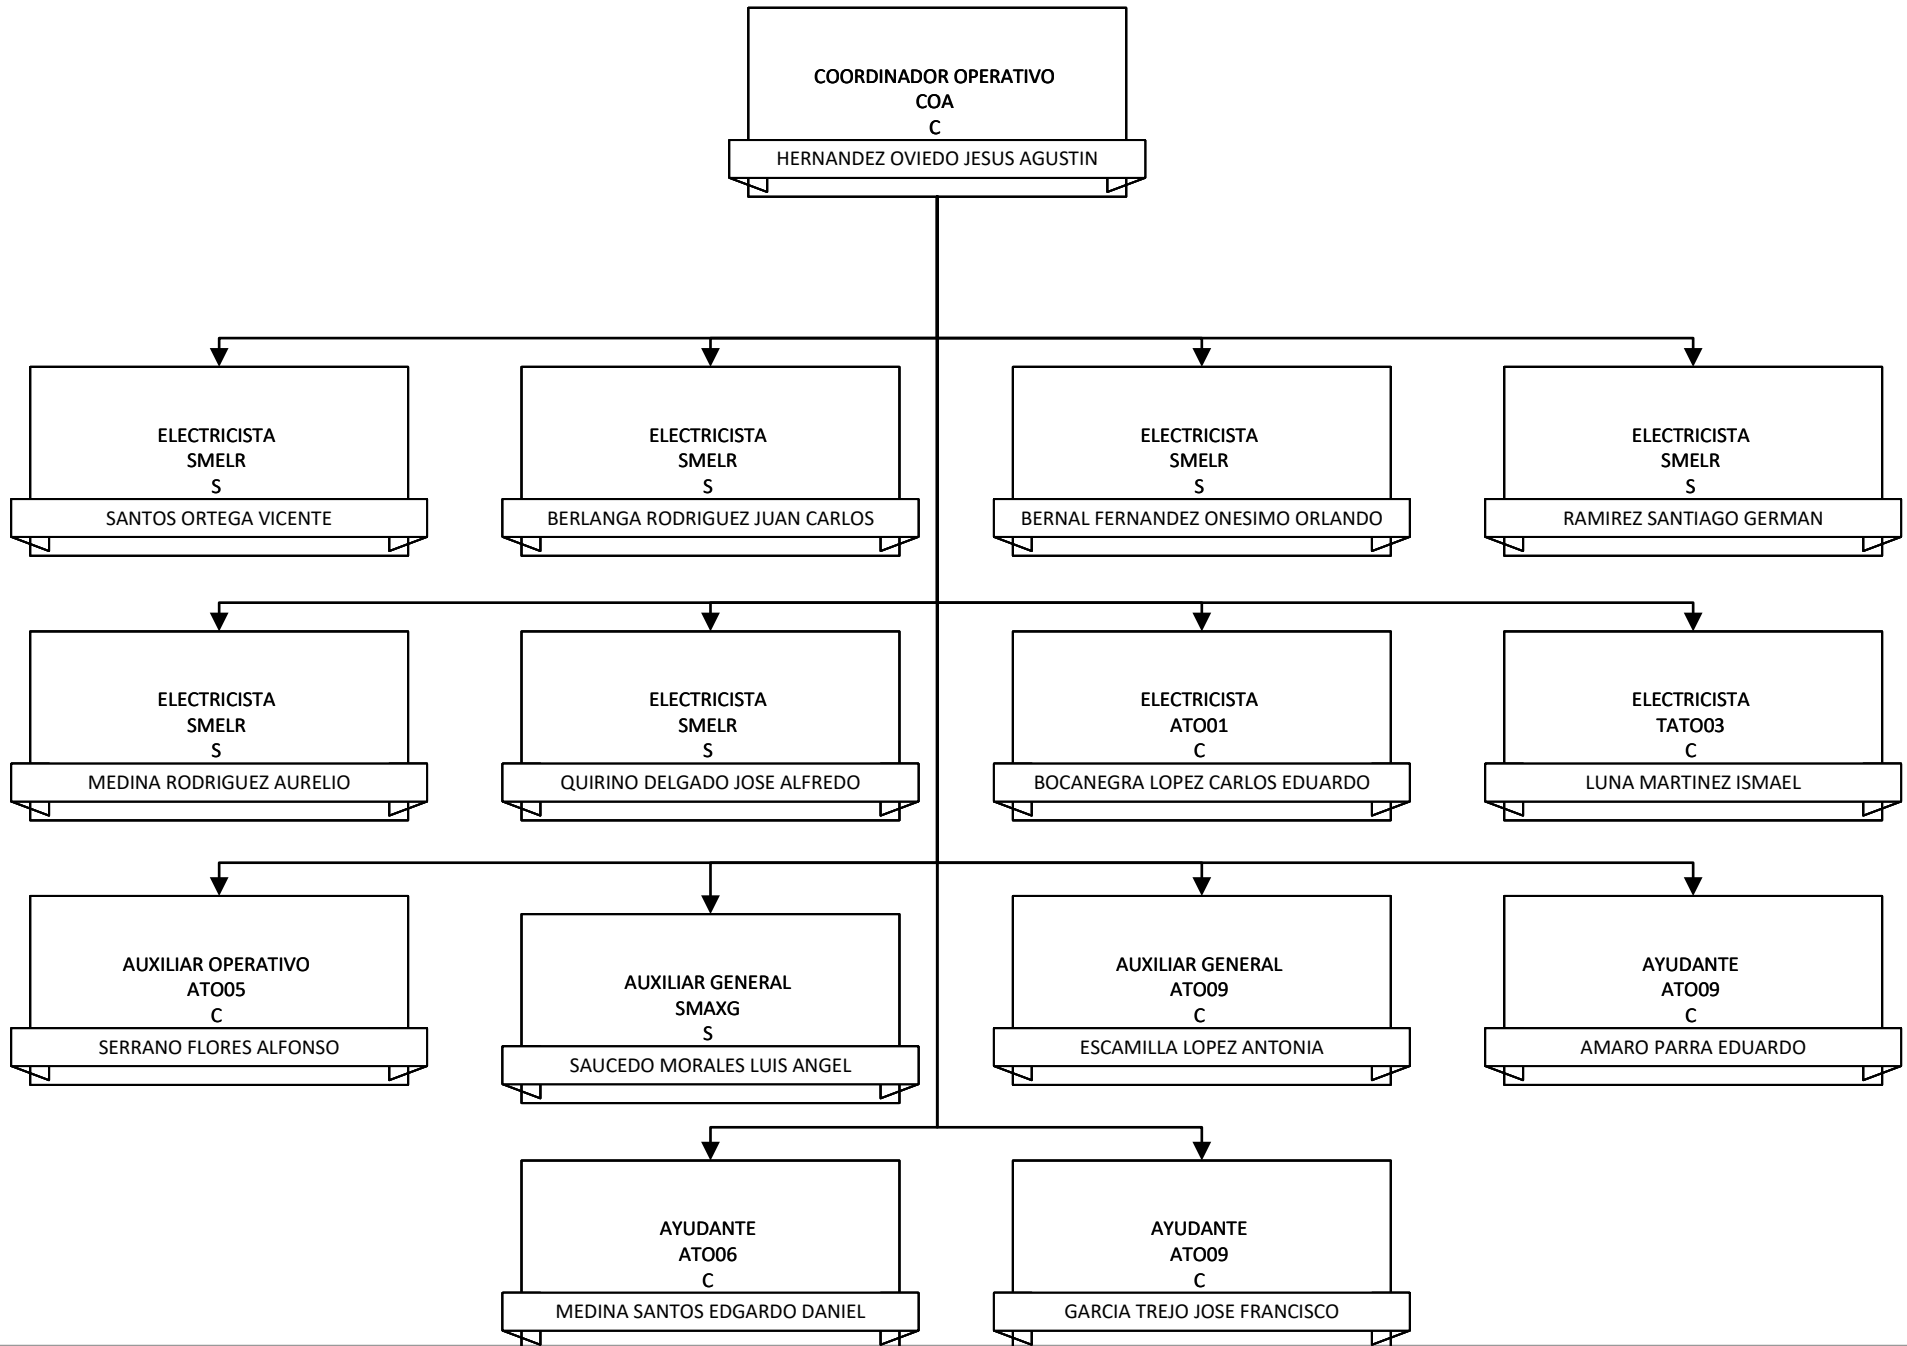 COORDINADOR OPERATIVO
COA
C
HERNANDEZ OVIEDO JESUS AGUSTIN
ELECTRICISTA
SMELR
S
SANTOS ORTEGA VICENTE
ELECTRICISTA
SMELR
S
BERLANGA RODRIGUEZ JUAN CARLOS
ELECTRICISTA
SMELR
S
BERNAL FERNANDEZ ONESIMO ORLANDO
ELECTRICISTA
SMELR
S
RAMIREZ SANTIAGO GERMAN
ELECTRICISTA
SMELR
S
MEDINA RODRIGUEZ AURELIO
ELECTRICISTA
SMELR
S
QUIRINO DELGADO JOSE ALFREDO
ELECTRICISTA
ATO01
C
BOCANEGRA LOPEZ CARLOS EDUARDO
ELECTRICISTA
TATO03
C
LUNA MARTINEZ ISMAEL
AUXILIAR OPERATIVO
ATO05
C
SERRANO FLORES ALFONSO
AUXILIAR GENERAL
SMAXG
S
SAUCEDO MORALES LUIS ANGEL
AUXILIAR GENERAL
ATO09
C
ESCAMILLA LOPEZ ANTONIA
AYUDANTE
ATO09
C
AMARO PARRA EDUARDO
AYUDANTE
ATO06
C
MEDINA SANTOS EDGARDO DANIEL
AYUDANTE
ATO09
C
GARCIA TREJO JOSE FRANCISCO